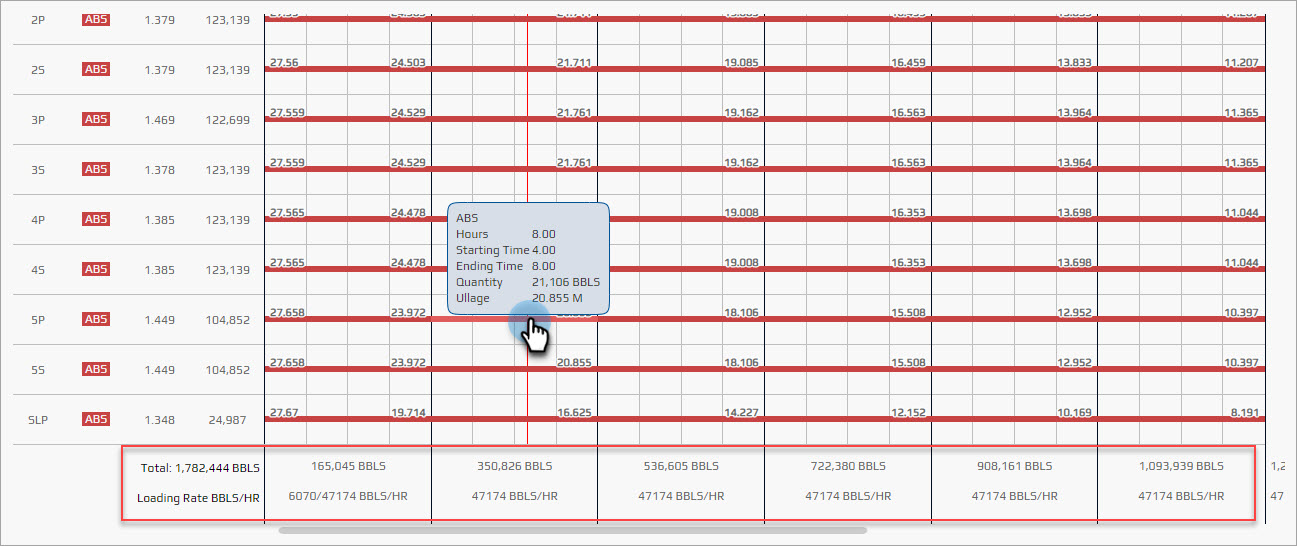 2P AB5 1.379 123,139 27.55
2S AB5 1.379 123,139 27.56 24.503 21.711 19.085 16.459 13.833 11.207
3P AB5 1.469 122,699 27.559 24.529 21.761 19.162 16.563 13.964 11.365
3S AB5 1.378 123,139 27.559 24.529 21.761 19.162 16.563 13.964 11.365
4P AB5 1.385 123,139 27.565 24.478 19.008 16.353 13.698 11.044
4S AB5 1.385 123,139 27.565 24.478 19.008 16.353 13.698 11.044
AB5
Hours 8.00
Starting Time 4.00
Ending Time 8.00
Quantity 21,106 BBLS
Ullage 20.855 M
5P AB5 1.449 104,852 27.658 23.972 18.106 15.508 12.952 10.397
5S AB5 1.449 104,852 27.658 23.972 20.855 18.106 15.508 12.952 10.397
SLP AB5 1.348 24,987 27.67 19.714 16.625 14.227 12.152 10.169 8.191
Total: 1,782,444 BBLS 165,045 BBLS 350,826 BBLS 536,605 BBLS 722,380 BBLS 908,161 BBLS 1,093,939 BBLS 1,2
Loading Rate BBLS/HR 6070/47174 BBLS/HR 47174 BBLS/HR 47174 BBLS/HR 47174 BBLS/HR 47174 BBLS/HR 47174 BBLS/HR 47